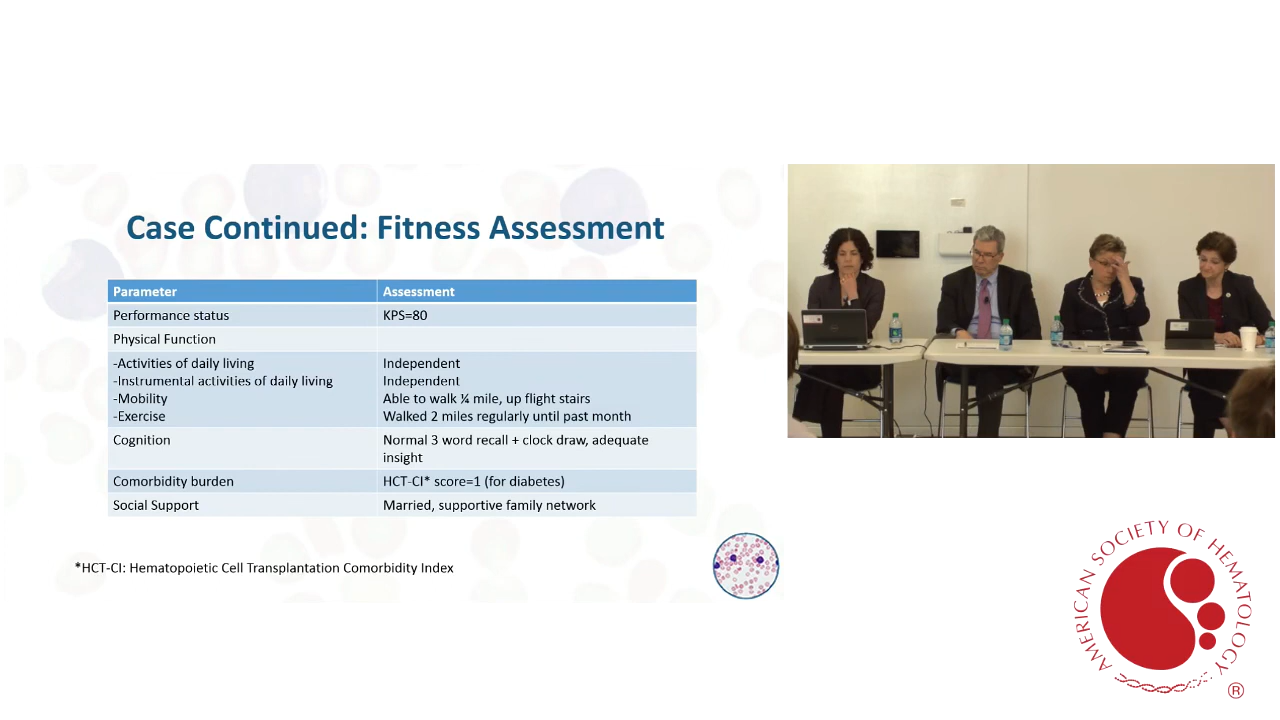 Case Continued: Fitness Assessment
Parameter Assessment
Performance status KPS=80
Physical Function
-Activities of daily living Independent
-Instrumental activities of daily living Independent
-Mobility Able to walk ¼ mile, up flight stairs
-Exercise Walked 2 miles regularly until past month
Cognition Normal 3 word recall + clock draw, adequate
insight
Comorbidity burden HCT-CI* score=1 (for diabetes)
Social Support Married, supportive family network
*HCT-CI: Hematopoietic Cell Transplantation Comorbidity Index
AMERICAN SOCIETY OF HEMATOLOGY
®